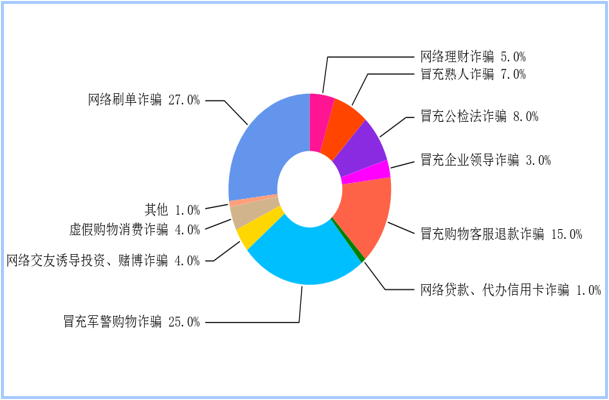 网络理财诈骗 5.0%
冒充熟人诈骗 7.0%
网络刷单诈骗 27.0%
冒充公检法诈骗 8.0%
冒充企业领导诈骗 3.0%
其他 1.0%
虚假购物消费诈骗 4.0%
冒充购物客服退款诈骗 15.0%
网络交友诱导投资、赌博诈骗 4.0%
网络贷款、代办信用卡诈骗 1.0%
冒充军警购物诈骗 25.0%